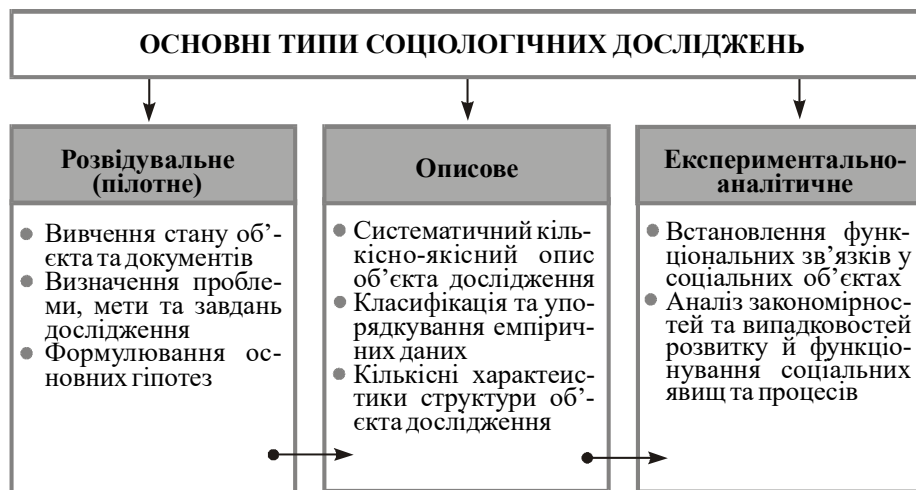 ОСНОВНІ ТИПИ СОЦІОЛОГІЧНИХ ДОСЛІДЖЕНЬ
Розвідувальне
(пілотне)
Вивчення стану об’-
єкта та документів
Визначення пробле-
ми, мети та завдань
дослідження
Формулювання ос-
новних гіпотез
Описове
Систематичний кіль-
кісно-якісний опис
об’єкта дослідження
Класифікація та упо-
рядкування емпірич-
них даних
Кількісні характеис-
тики структури об’-
єкта дослідження
Експериментально-
аналітичне
Встановлення функ-
ціональних зв’язків у
соціальних об’єктах
Аналіз закономірнос-
тей та випадковостей
розвитку й функціо-
нування соціальних
явищ та процесів